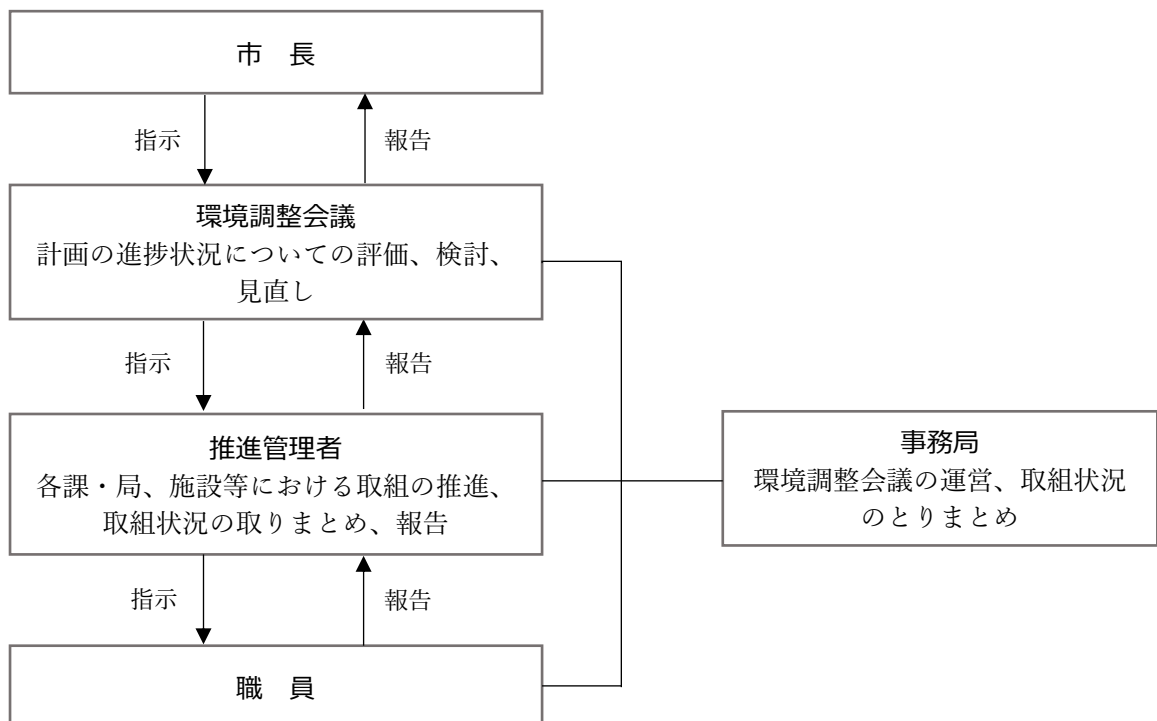 市　長
指示
報告
環境調整会議
計画の進捗状況についての評価、検討、
見直し
指示
報告
推進管理者
各課・局、施設等における取組の推進、
取組状況の取りまとめ、報告
事務局
環境調整会議の運営、取組状況
のとりまとめ
指示
報告
職　員